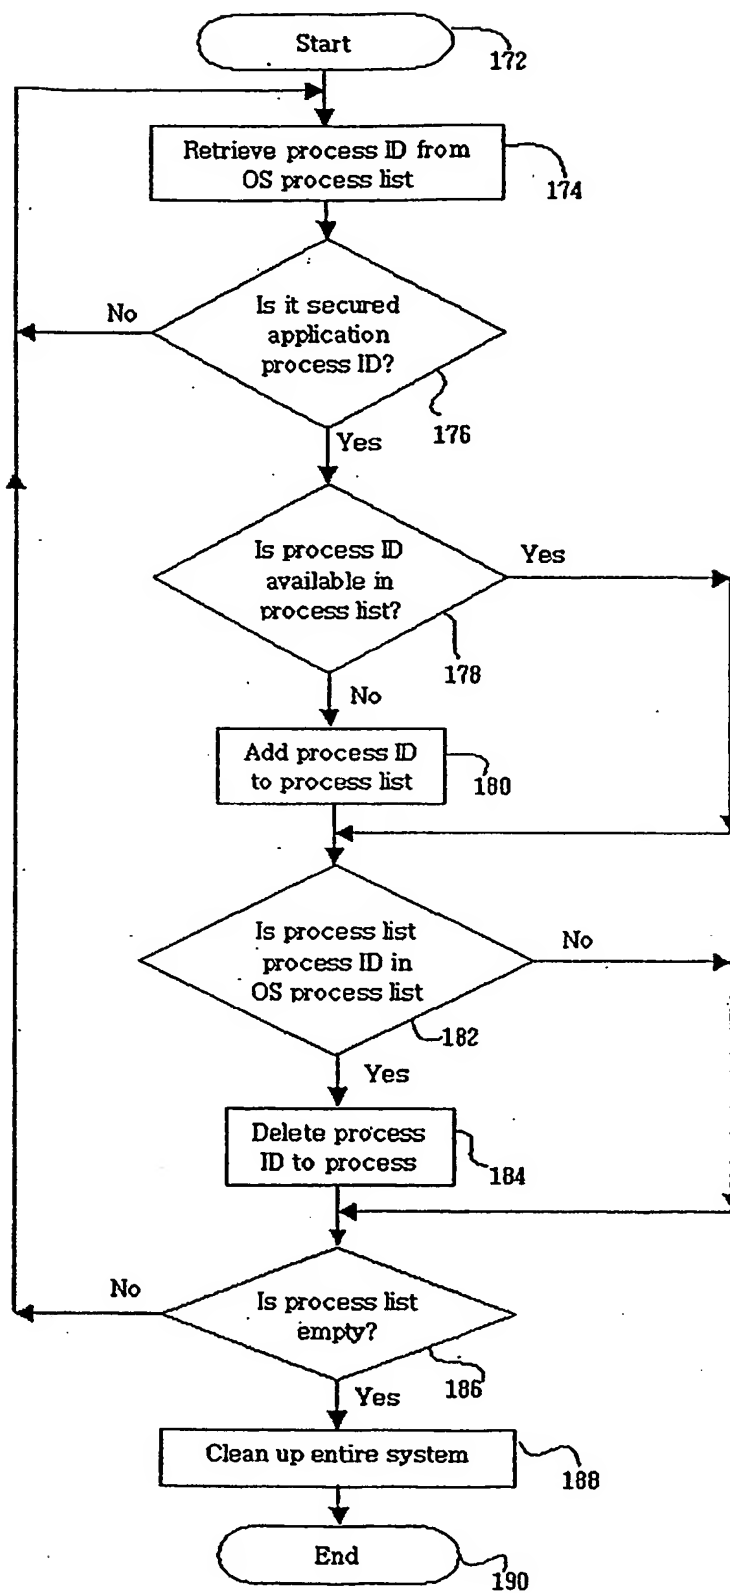 Start
172
Retrieve process ID from
OS process list
174
Is it secured
application
process ID?
No
176
Yes
Is process ID
available in
process list?
Yes
178
No
Add process ID
to process list
180
Is process list
process ID in
OS process list
No
182
Yes
Delete process
ID to process
184
No
Is process list
empty?
186
Yes
Clean up entire system
188
End
190